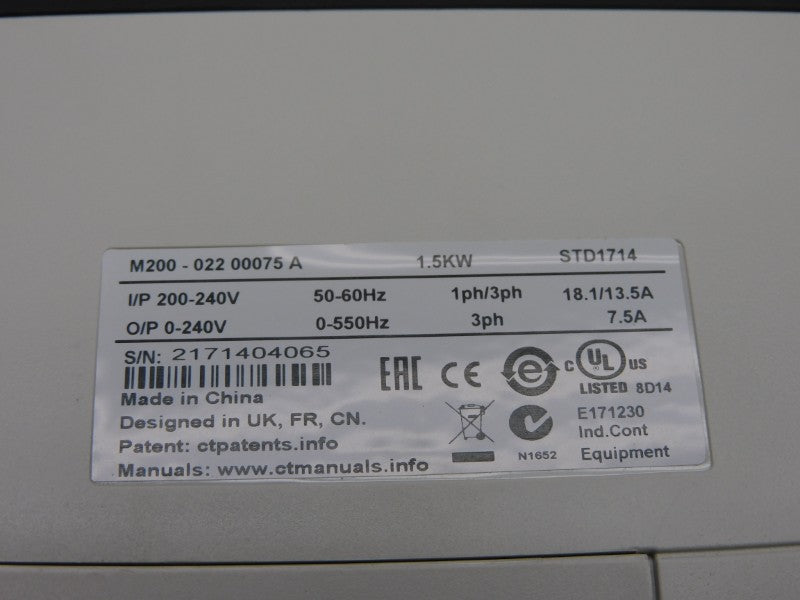 M200 - 022 00075 A 1.5KW STD1714
I/P 200-240V 50-60Hz 1ph/3ph 18.1/13.5A
O/P 0-240V 0-550Hz 3ph 7.5A
S/N: 2171404065
Made in China
Designed in UK, FR, CN.
Patent: ctpatents.info
Manuals: www.ctmanuals.info
EAC CE e c UL US
LISTED 8D14
N1652
E171230
Ind.Cont
Equipment